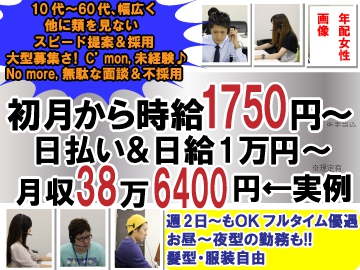 10代〜60代、幅広く
他に類を見ない
スピード提案＆採用
大型募集さ! C'mon,未経験♪
No more,無駄な面談＆不採用
年配女性
画像
初月から時給1750円〜
日払い＆日給１万円〜
※規定有
月収38万6400円←実例
週２日〜もOK フルタイム優遇
お昼〜夜型の勤務も!!
髪型・服装自由